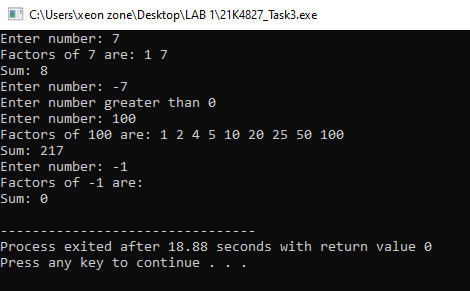 C:\Users\xeon zone\Desktop\LAB 1\21K4827_Task3.exe
Enter number: 7
Factors of 7 are: 1 7
Sum: 8
Enter number: -7
Enter number greater than 0
Enter number: 100
Factors of 100 are: 1 2 4 5 10 20 25 50 100
Sum: 217
Enter number: -1
Factors of -1 are:
Sum: 0
--------------------------------
Process exited after 18.88 seconds with return value 0
Press any key to continue . . .